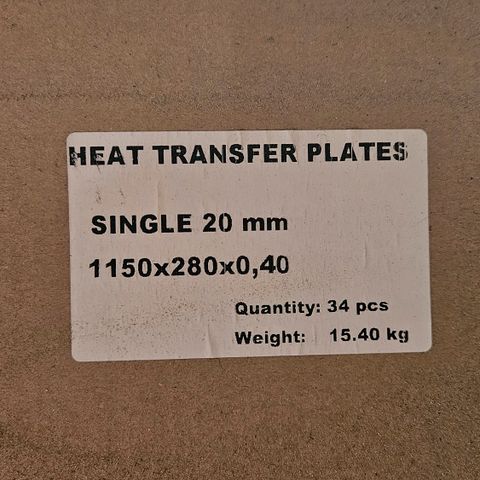 HEAT TRANSFER PLATES
SINGLE 20 mm
1150x280x0,40
Quantity: 34 pcs
Weight: 15.40 kg